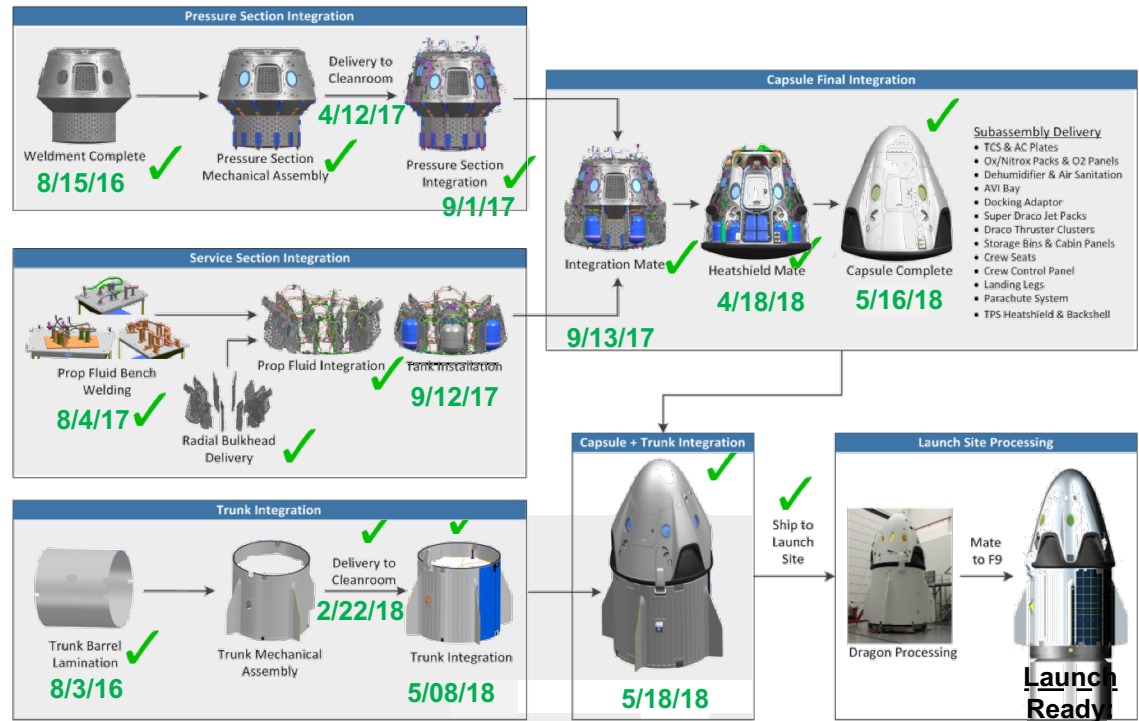 Pressure Section Integration
Weldment Complete
8/15/16
Pressure Section
Mechanical Assembly
Delivery to
Cleanroom
4/12/17
Pressure Section
Integration
9/1/17
Service Section Integration
Prop Fluid Bench
Welding
8/4/17
Radial Bulkhead
Delivery
Prop Fluid Integration
Tank Installation
9/12/17
Trunk Integration
Trunk Barrel
Lamination
8/3/16
Trunk Mechanical
Assembly
Delivery to
Cleanroom
2/22/18
Trunk Integration
5/08/18
Capsule Final Integration
Integration Mate
9/13/17
Heatshield Mate
4/18/18
Capsule Complete
5/16/18
Subassembly Delivery
• TCS & AC Plates
• Ox/Nitrox Packs & O2 Panels
• Dehumidifier & Air Sanitation
• AVI Bay
• Docking Adaptor
• Super Draco Jet Packs
• Draco Thruster Clusters
• Storage Bins & Cabin Panels
• Crew Seats
• Crew Control Panel
• Landing Legs
• Parachute System
• TPS Heatshield & Backshell
Capsule + Trunk Integration
5/18/18
Ship to
Launch
Site
Launch Site Processing
Dragon Processing
Mate
to F9
Launch
Ready: